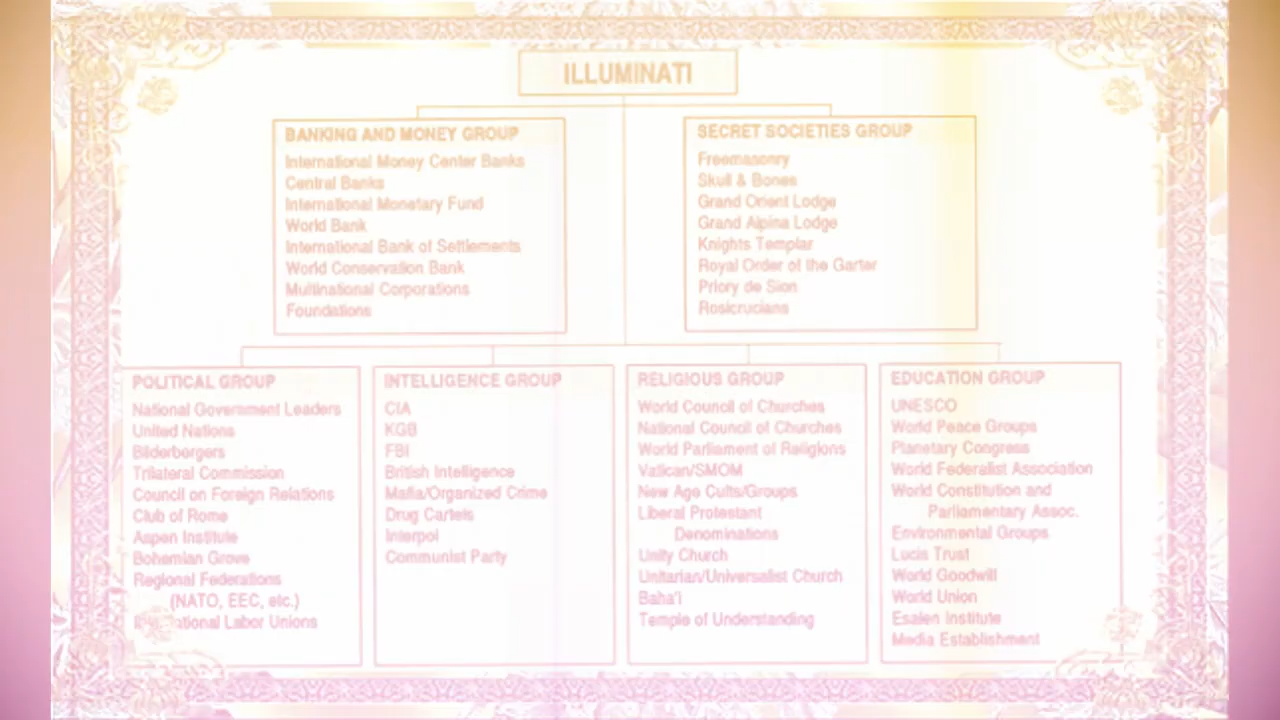 ILLUMINATI
BANKING AND MONEY GROUP
International Money Center Banks
Central Banks
International Monetary Fund
World Bank
International Bank of Settlements
World Conservation Bank
Multinational Corporations
Foundations
SECRET SOCIETIES GROUP
Freemasonry
Skull & Bones
Grand Orient Lodge
Grand Alpina Lodge
Knights Templar
Royal Order of the Garter
Priory de Sion
Rosicrucians
POLITICAL GROUP
National Government Leaders
United Nations
Bilderbergers
Trilateral Commission
Council on Foreign Relations
Club of Rome
Aspen Institute
Bohemian Grove
Regional Federations
(NATO, EEC, etc.)
International Labor Unions
INTELLIGENCE GROUP
CIA
KGB
FBI
British Intelligence
Mafia/Organized Crime
Drug Cartels
Interpol
Communist Party
RELIGIOUS GROUP
World Council of Churches
National Council of Churches
World Parliament of Religions
Vatican/SMOM
New Age Cults/Groups
Liberal Protestant
Denominations
Unity Church
Unitarian/Universalist Church
Baha'i
Temple of Understanding
EDUCATION GROUP
UNESCO
World Peace Groups
Planetary Congress
World Federalist Association
World Constitution and
Parliamentary Assoc.
Environmental Groups
Lucis Trust
World Goodwill
World Union
Esalen Institute
Media Establishment